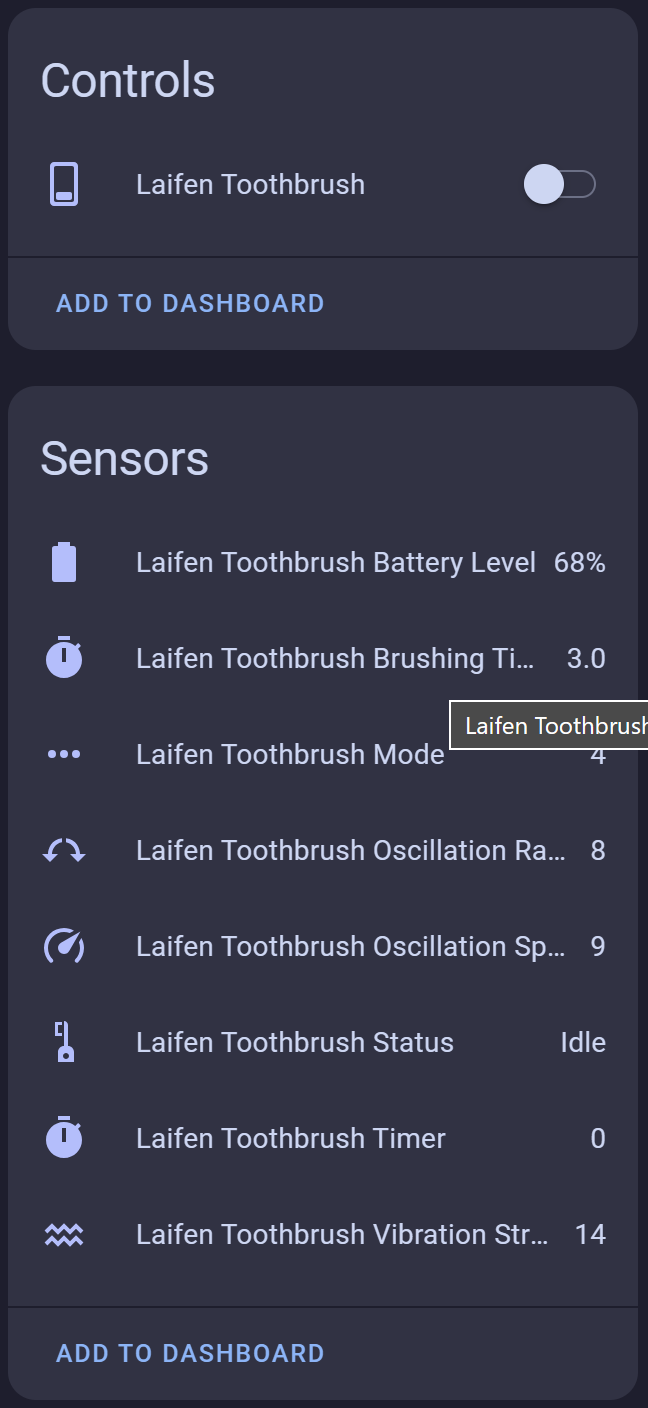 Controls
Laifen Toothbrush
ADD TO DASHBOARD
Sensors
Laifen Toothbrush Battery Level 68%
Laifen Toothbrush Brushing Ti... 3.0
Laifen Toothbrush
Laifen Toothbrush Mode 4
Laifen Toothbrush Oscillation Ra... 8
Laifen Toothbrush Oscillation Sp... 9
Laifen Toothbrush Status Idle
Laifen Toothbrush Timer 0
Laifen Toothbrush Vibration Str... 14
ADD TO DASHBOARD